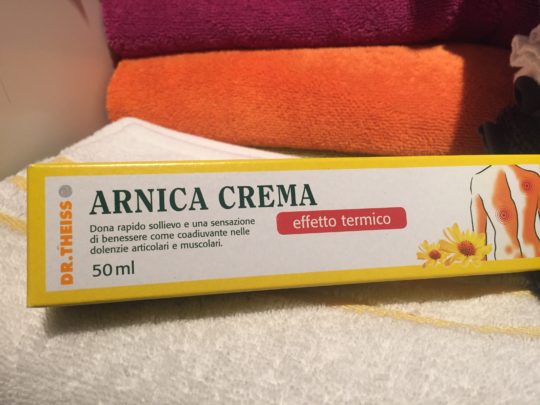 DR.THEISS
ARNICA CREMA
effetto termico
Dona rapido sollievo e una sensazione
di benessere come coadiuvante nelle
dolenzie articolari e muscolari.
50 ml